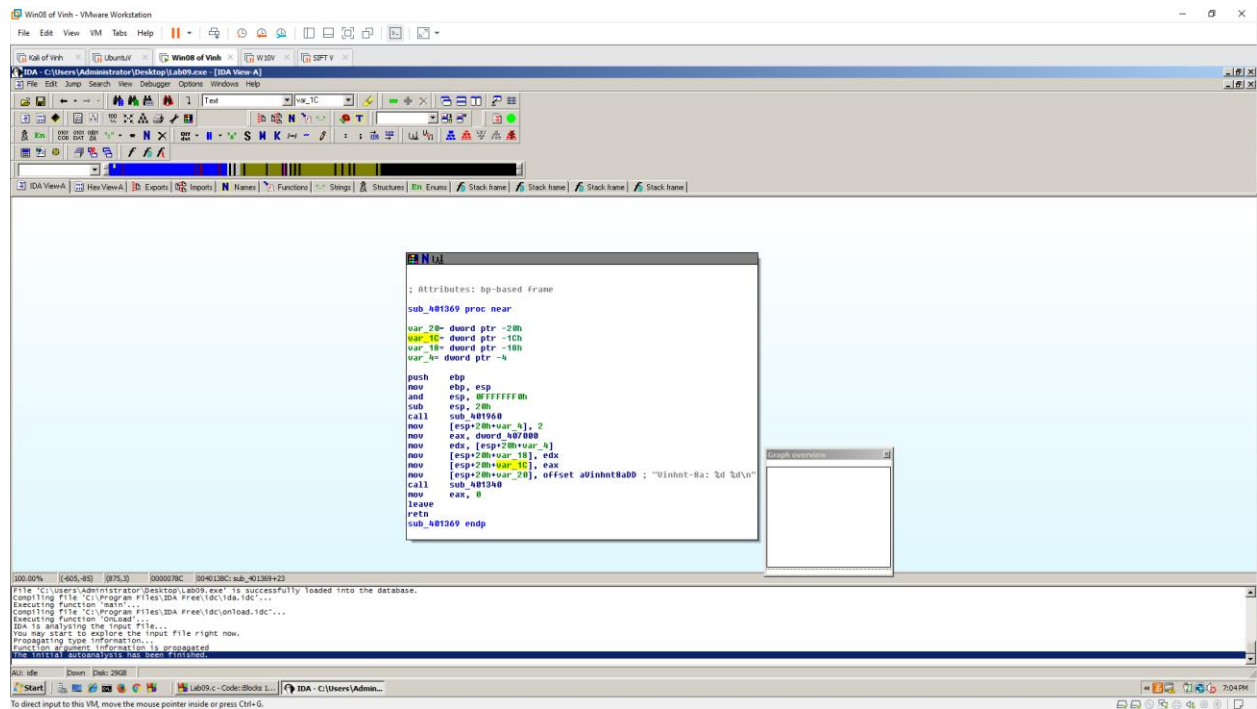 Win08 of Vinh - VMware Workstation
File Edit View VM Tabs Help
Kali of Vinh UbuntuV Win08 of Vinh W10V SIFT V
IDA - C:\Users\Administrator\Desktop\Lab09.exe - [IDA View-A]
File Edit Jump Search View Debugger Options Windows Help
Text var_1C
IDA View-A Hex View-A Exports Imports N Names Functions Strings Structures En Enums Stack frame Stack frame Stack frame Stack frame
; Attributes: bp-based frame
sub_401369 proc near
var_20= dword ptr -20h
var_1C= dword ptr -1Ch
var_18= dword ptr -18h
var_4= dword ptr -4
push ebp
mov ebp, esp
and esp, 0FFFFFFF0h
sub esp, 20h
call sub_401960
mov [esp+20h+var_4], 2
mov eax, dword_407000
mov edx, [esp+20h+var_4]
mov [esp+20h+var_18], edx
mov [esp+20h+var_1C], eax
mov [esp+20h+var_20], offset aVinhnt8aDD ; "Vinhnt-8a: %d %d\n"
call sub_401340
mov eax, 0
leave
retn
sub_401369 endp
Graph overview
100.00% (-605,-85) (875,3) 0000078C 0040138C: sub_401369+23
File 'C:\Users\Administrator\Desktop\Lab09.exe' is successfully loaded into the database.
Compiling file 'C:\Program Files\IDA Free\idc\ida.idc'...
Executing function 'main'...
Compiling file 'C:\Program Files\IDA Free\idc\onload.idc'...
Executing function 'OnLoad'...
IDA is analysing the input file...
You may start to explore the input file right now.
Propagating type information...
Function argument information is propagated
The initial autoanalysis has been finished.
AU: idle Down Disk: 29GB
Start Lab09.c - Code::Blocks 1... IDA - C:\Users\Admin... 7:04 PM
To direct input to this VM, move the mouse pointer inside or press Ctrl+G.